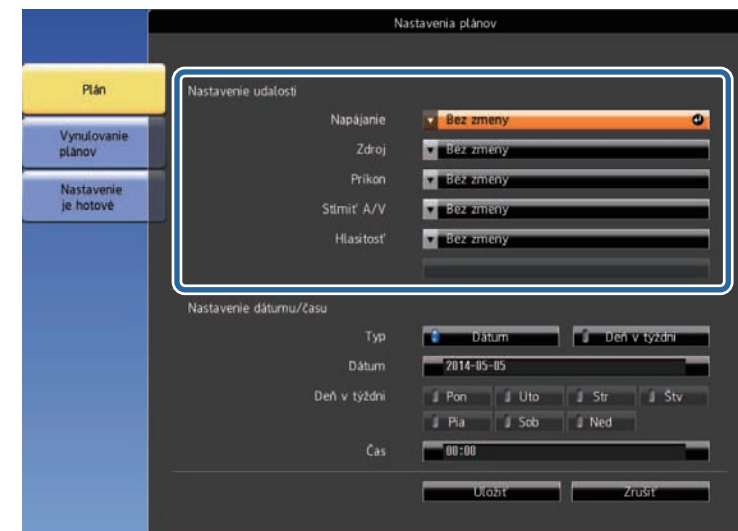 Nastavenia plánov
Plán
Vynulovanie
plánov
Nastavenie
je hotové
Nastavenie udalosti
Napájanie Bez zmeny
Zdroj Bez zmeny
Príkon Bez zmeny
Stlmiť A/V Bez zmeny
Hlasitosť Bez zmeny
Nastavenie dátumu/času
Typ Dátum Deň v týždni
Dátum 2014-05-05
Deň v týždni Pon Uto Str Štv
Pia Sob Ned
Čas 00:00
Uložiť Zrušiť